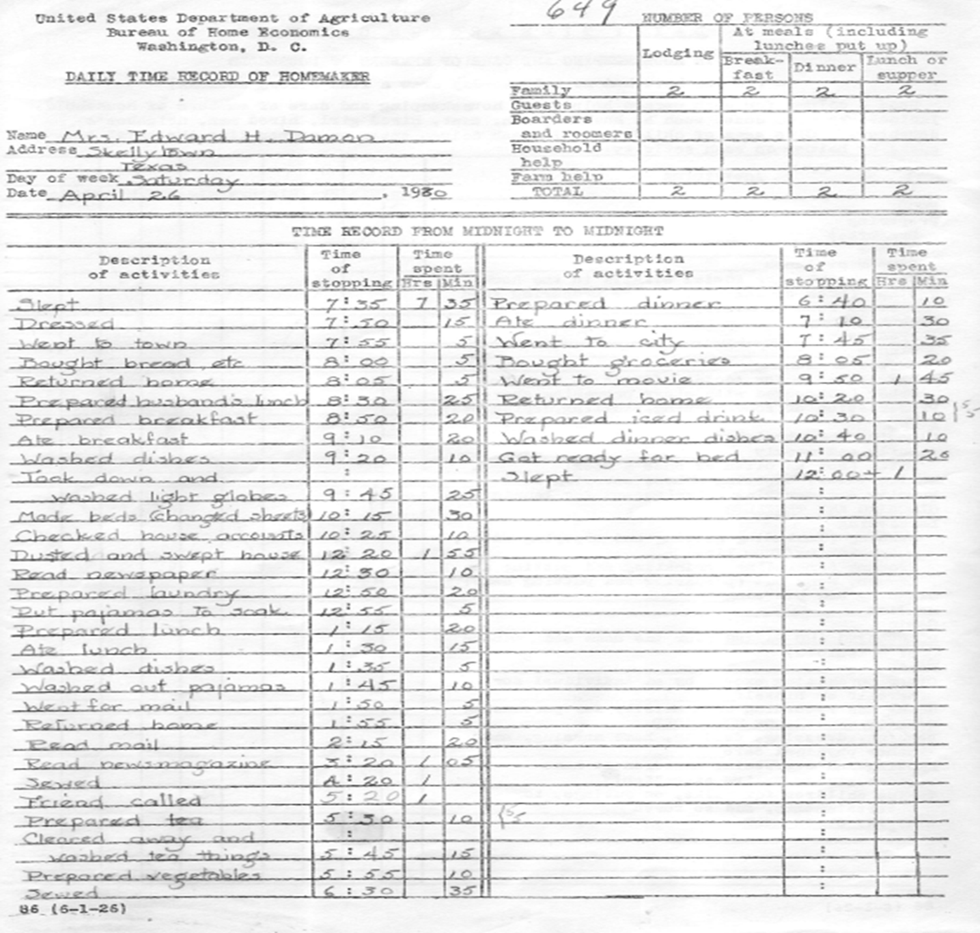 649
United States Department of Agriculture
Bureau of Home Economics
Washington, D. C.
DAILY TIME RECORD OF HOMEMAKER
Name Mrs. Edward H. Damon
Address Skellytown
Texas
Day of week Saturday
Date April 26, 1930
NUMBER OF PERSONS
Lodging At meals (including lunches put up)
Break-fast Dinner Lunch or supper
Family 2 2 2 2
Guests
Boarders
and roomers
Household
help
Farm help
TOTAL 2 2 2 2
TIME RECORD FROM MIDNIGHT TO MIDNIGHT
Description of activities Time of stopping Time spent Hrs Min
Slept 7:35 7 35
Dressed 7:50 15
Went to town 7:55 5
Bought bread etc 8:00 5
Returned home 8:05 5
Prepared husband's lunch 8:30 25
Prepared breakfast 8:50 20
Ate breakfast 9:10 20
Washed dishes 9:20 10
Took down and :
washed light globes 9:45 25
Made beds (changed sheets) 10:15 30
Checked house accounts 10:25 10
Dusted and swept house 12:20 1 55
Read newspaper 12:30 10
Prepared laundry 12:50 20
Put pajamas to soak 12:55 5
Prepared lunch 1:15 20
Ate lunch 1:30 15
Washed dishes 1:35 5
Washed out pajamas 1:45 10
Went for mail 1:50 5
Returned home 1:55 5
Read mail 2:15 20
Read newsmagazine 3:20 1 05
Sewed 4:20 1
Friend called 5:20 1
Prepared tea 5:30 10
Cleared away and :
washed tea things 5:45 15
Prepared vegetables 5:55 10
Sewed 6:30 35
Description of activities Time of stopping Time spent Hrs Min
Prepared dinner 6:40 10
Ate dinner 7:10 30
Went to city 7:45 35
Bought groceries 8:05 20
Went to movie 9:50 1 45
Returned home 10:20 30
Prepared iced drink 10:30 10
Washed dinner dishes 10:40 10
Got ready for bed 11:00 20
Slept 12:00 1
86 (6-1-26)